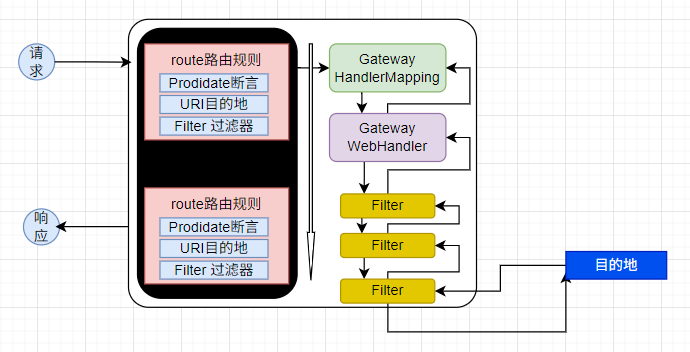 请
求
route路由规则
Prodidate断言
URI目的地
Filter 过滤器
route路由规则
Prodidate断言
URI目的地
Filter 过滤器
Gateway
HandlerMapping
Gateway
WebHandler
Filter
Filter
Filter
响
应
目的地